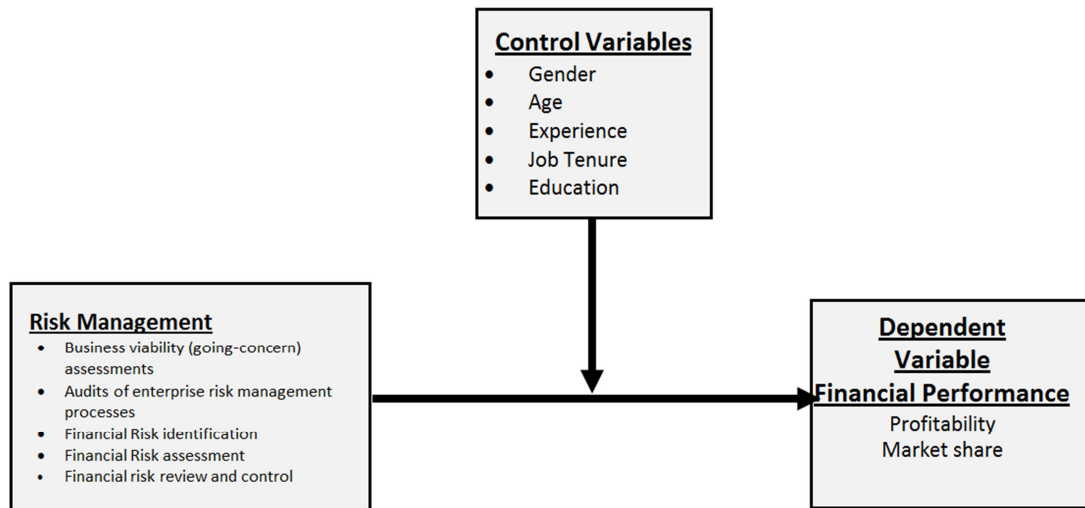 Control Variables
• Gender
• Age
• Experience
• Job Tenure
• Education
Risk Management
• Business viability (going-concern)
assessments
• Audits of enterprise risk management
processes
• Financial Risk identification
• Financial Risk assessment
• Financial risk review and control
Dependent
Variable
Financial Performance
Profitability
Market share